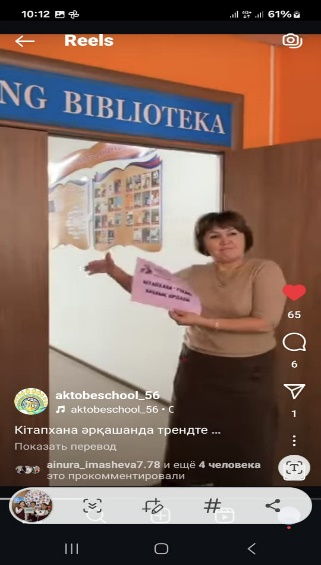 10:12
4G+
61%
Reels
NG BIBLIOTEKA
65
6
aktobeschool_56
aktobeschool_56 • О
1
Кітапхана әрқашанда трендте ...
Показать перевод
ainura_imasheva7.78 и ещё 4 человека
это прокомментировали